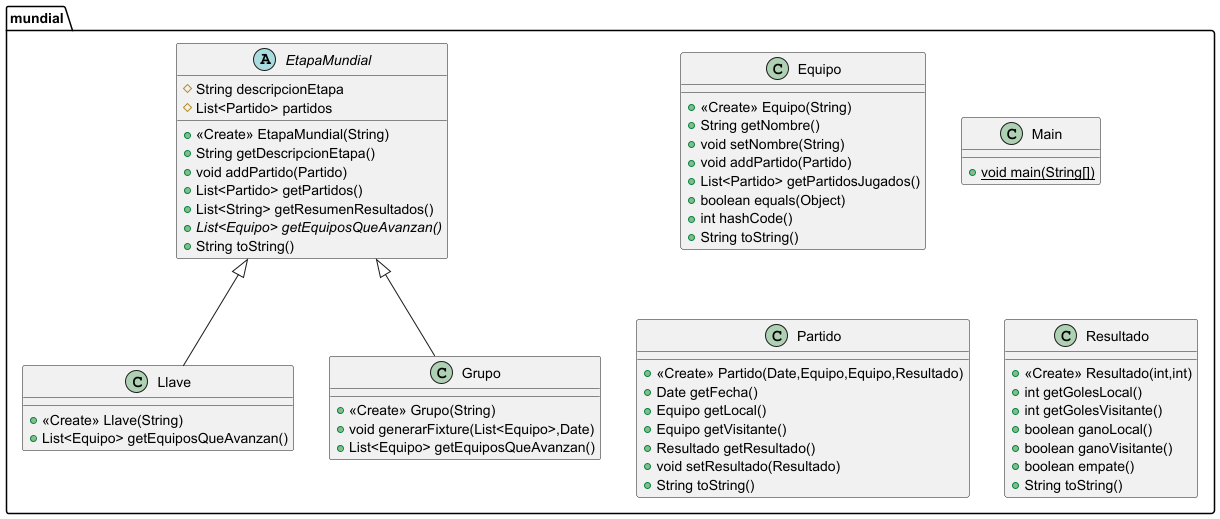 mundial
A EtapaMundial
String descripcionEtapa
List<Partido> partidos
«Create» EtapaMundial(String)
String getDescripcionEtapa()
void addPartido(Partido)
List<Partido> getPartidos()
List<String> getResumenResultados()
List<Equipo> getEquiposQueAvanzan()
String toString()
C Equipo
«Create» Equipo(String)
String getNombre()
void setNombre(String)
void addPartido(Partido)
List<Partido> getPartidosJugados()
boolean equals(Object)
int hashCode()
String toString()
C Main
void main(String[])
C Llave
«Create» Llave(String)
List<Equipo> getEquiposQueAvanzan()
C Grupo
«Create» Grupo(String)
void generarFixture(List<Equipo>,Date)
List<Equipo> getEquiposQueAvanzan()
C Partido
«Create» Partido(Date,Equipo,Equipo,Resultado)
Date getFecha()
Equipo getLocal()
Equipo getVisitante()
Resultado getResultado()
void setResultado(Resultado)
String toString()
C Resultado
«Create» Resultado(int,int)
int getGolesLocal()
int getGolesVisitante()
boolean ganoLocal()
boolean ganoVisitante()
boolean empate()
String toString()